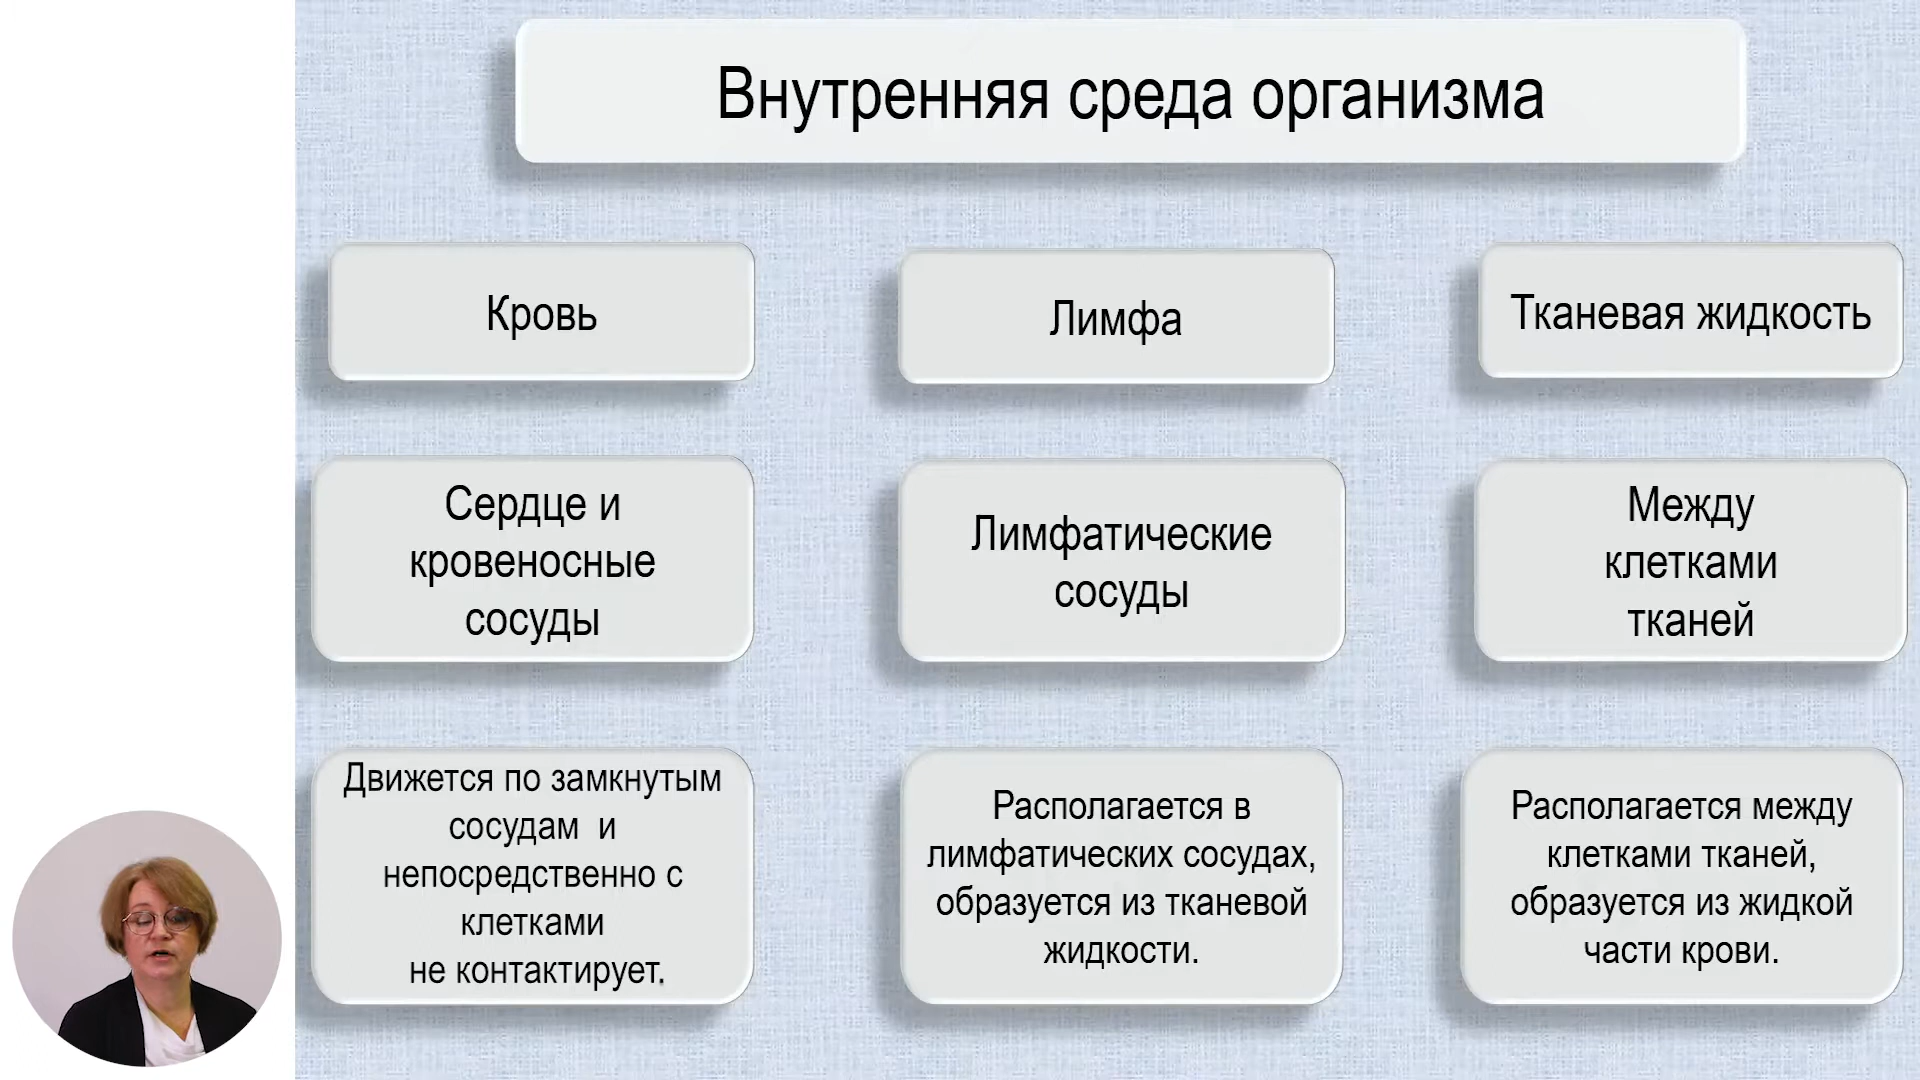 Внутренняя среда организма
Кровь
Лимфа
Тканевая жидкость
Сердце и
кровеносные
сосуды
Лимфатические
сосуды
Между
клетками
тканей
Движется по замкнутым
сосудам и
непосредственно с
клетками
не контактирует.
Располагается в
лимфатических сосудах,
образуется из тканевой
жидкости.
Располагается между
клетками тканей,
образуется из жидкой
части крови.